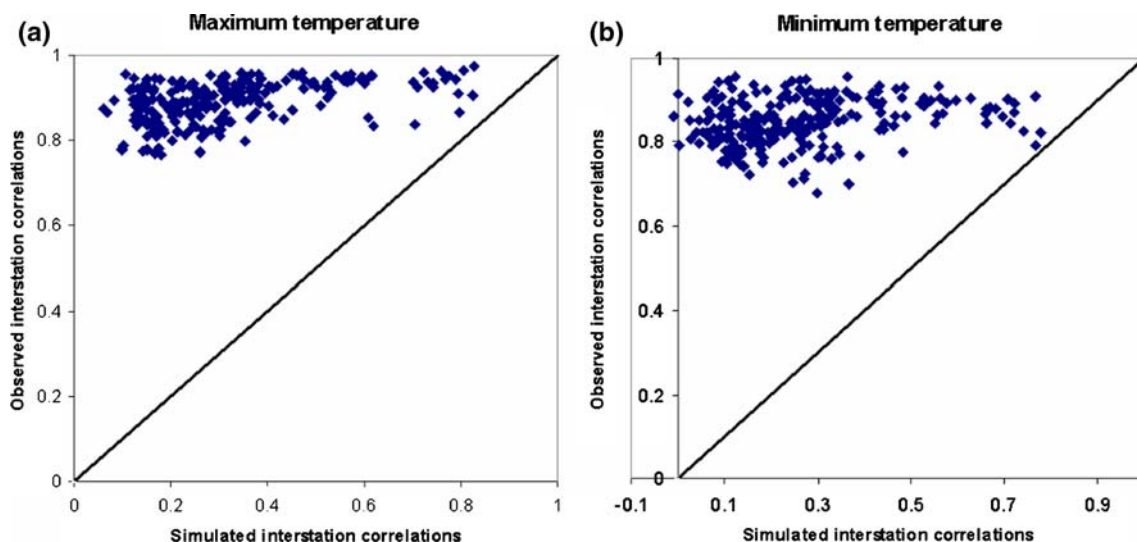 (a)
Maximum temperature
Observed interstation correlations
1
0.8
0.6
0.4
0.2
0
0 0.2 0.4 0.6 0.8 1
Simulated interstation correlations
(b)
Minimum temperature
Observed interstation correlations
1
0.8
0.6
0.4
0.2
0
-0.1 0.1 0.3 0.5 0.7 0.9
Simulated interstation correlations